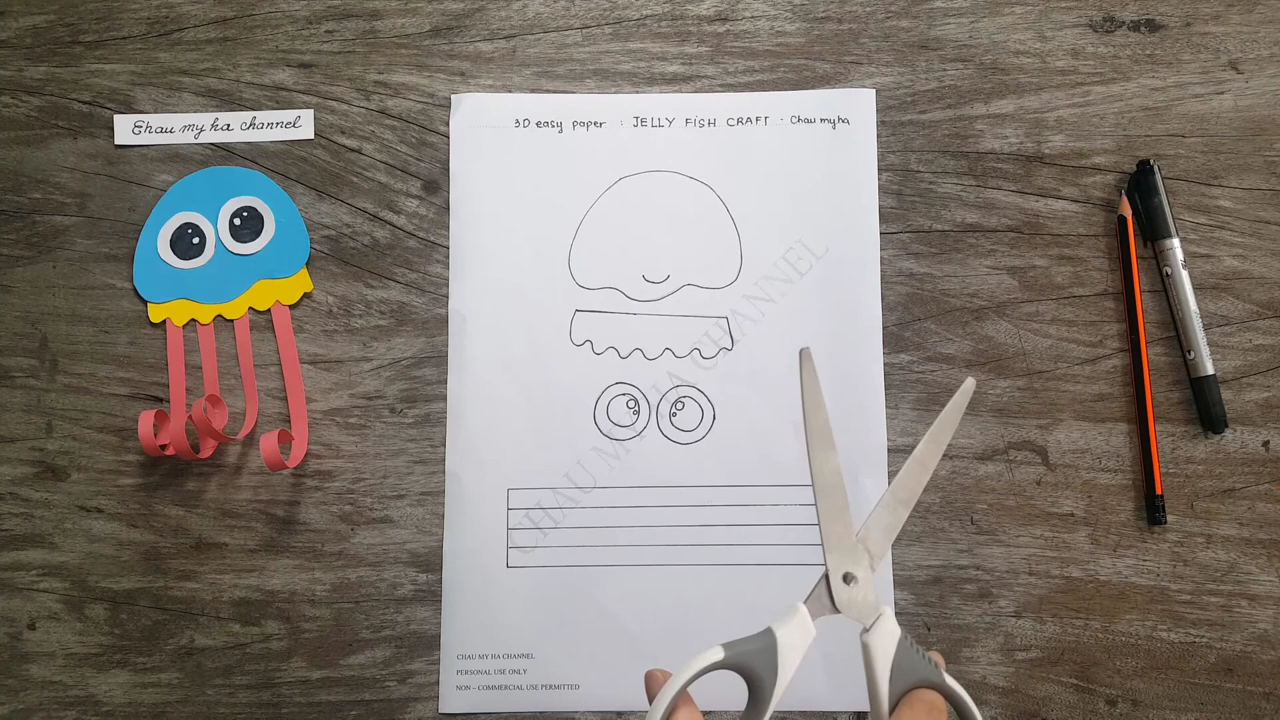 Chau my ha channel
3D easy paper : JELLY FISH CRAFT . Chau my ha
CHAU MY HA CHANNEL
CHAU MY HA CHANNEL
PERSONAL USE ONLY
NON – COMMERCIAL USE PERMITTED